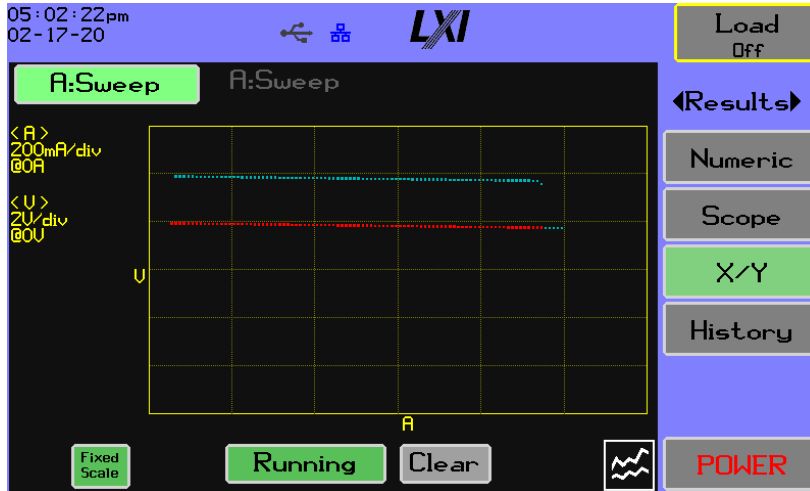 05:02:22pm
02-17-20
LXI
Load
Off
A:Sweep
A:Sweep
◀Results▶
<A>
200mA/div
@0A
<V>
2V/div
@0V
V
A
Numeric
Scope
X/Y
History
Fixed
Scale
Running
Clear
POWER